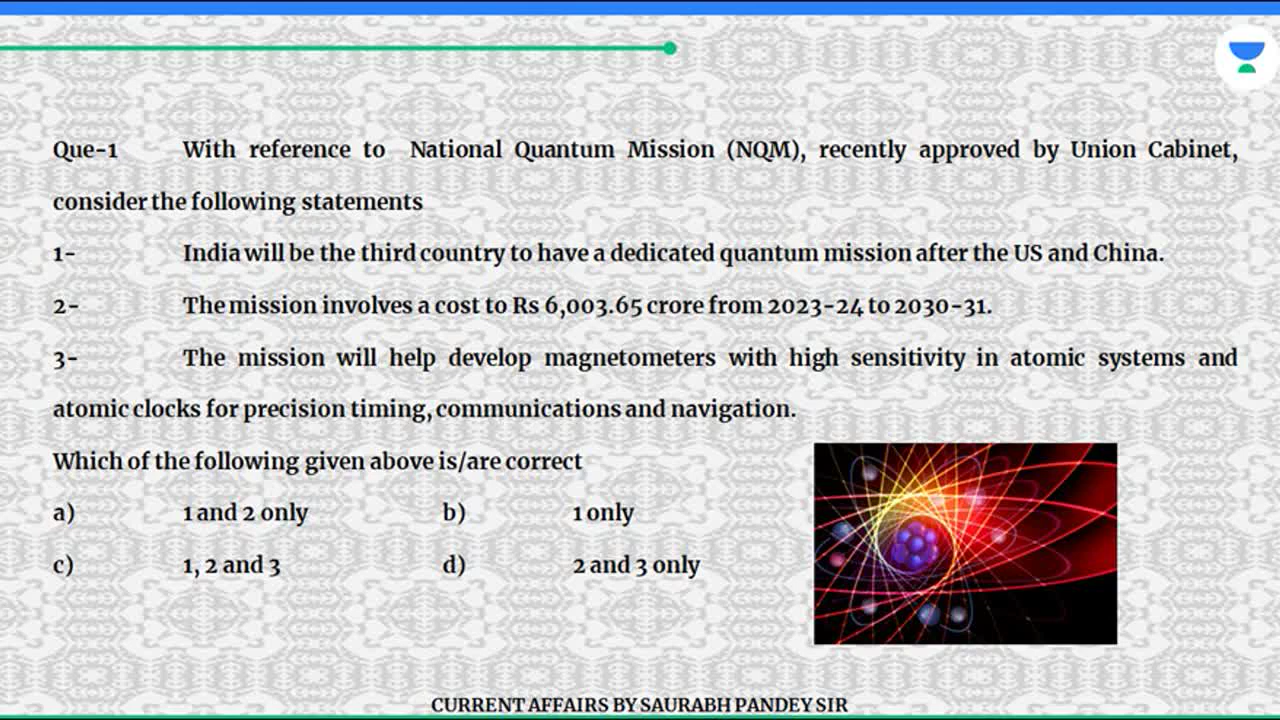 Que-1 With reference to National Quantum Mission (NQM), recently approved by Union Cabinet,
consider the following statements
1- India will be the third country to have a dedicated quantum mission after the US and China.
2- The mission involves a cost to Rs 6,003.65 crore from 2023-24 to 2030-31.
3- The mission will help develop magnetometers with high sensitivity in atomic systems and
atomic clocks for precision timing, communications and navigation.
Which of the following given above is/are correct
a) 1 and 2 only b) 1 only
c) 1, 2 and 3 d) 2 and 3 only
CURRENT AFFAIRS BY SAURABH PANDEY SIR